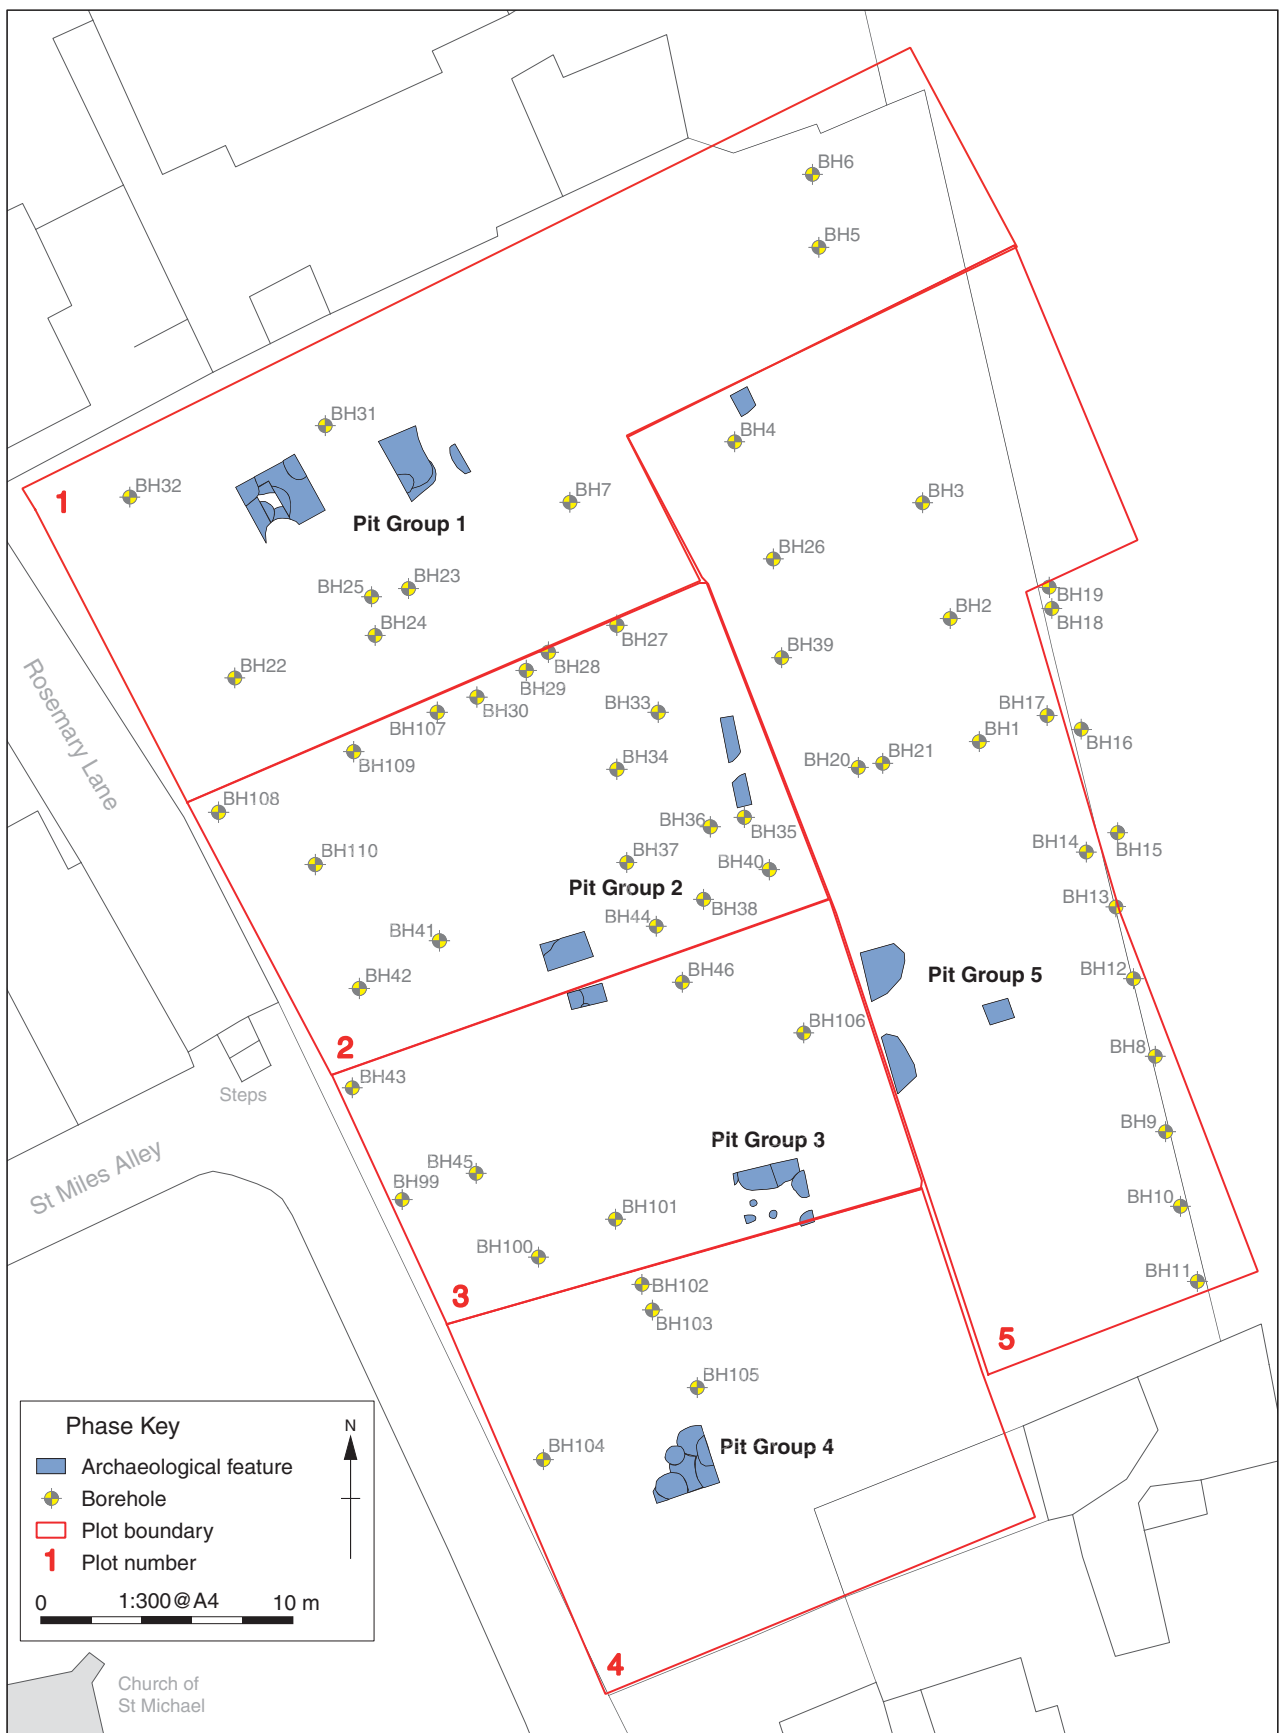 BH6
BH5
BH31
BH4
BH32
1
BH7
BH3
Pit Group 1
BH26
BH25
BH23
BH19
BH2
BH18
BH24
BH27
BH39
BH22
BH28
BH29
BH33
BH17
BH30
BH107
BH1
BH16
Rosemary Lane
BH34
BH20
BH21
BH109
BH108
BH36
BH35
BH14
BH15
BH110
BH37
BH40
Pit Group 2
BH13
BH38
BH44
BH41
BH46
BH12
Pit Group 5
BH42
BH106
2
BH8
BH43
Steps
BH9
Pit Group 3
St Miles Alley
BH45
BH99
BH101
BH10
BH100
BH11
BH102
3
BH103
5
BH105
Phase Key
N
BH104
Pit Group 4
Archaeological feature
Borehole
Plot boundary
1 Plot number
0 1:300@A4 10 m
4
Church of
St Michael